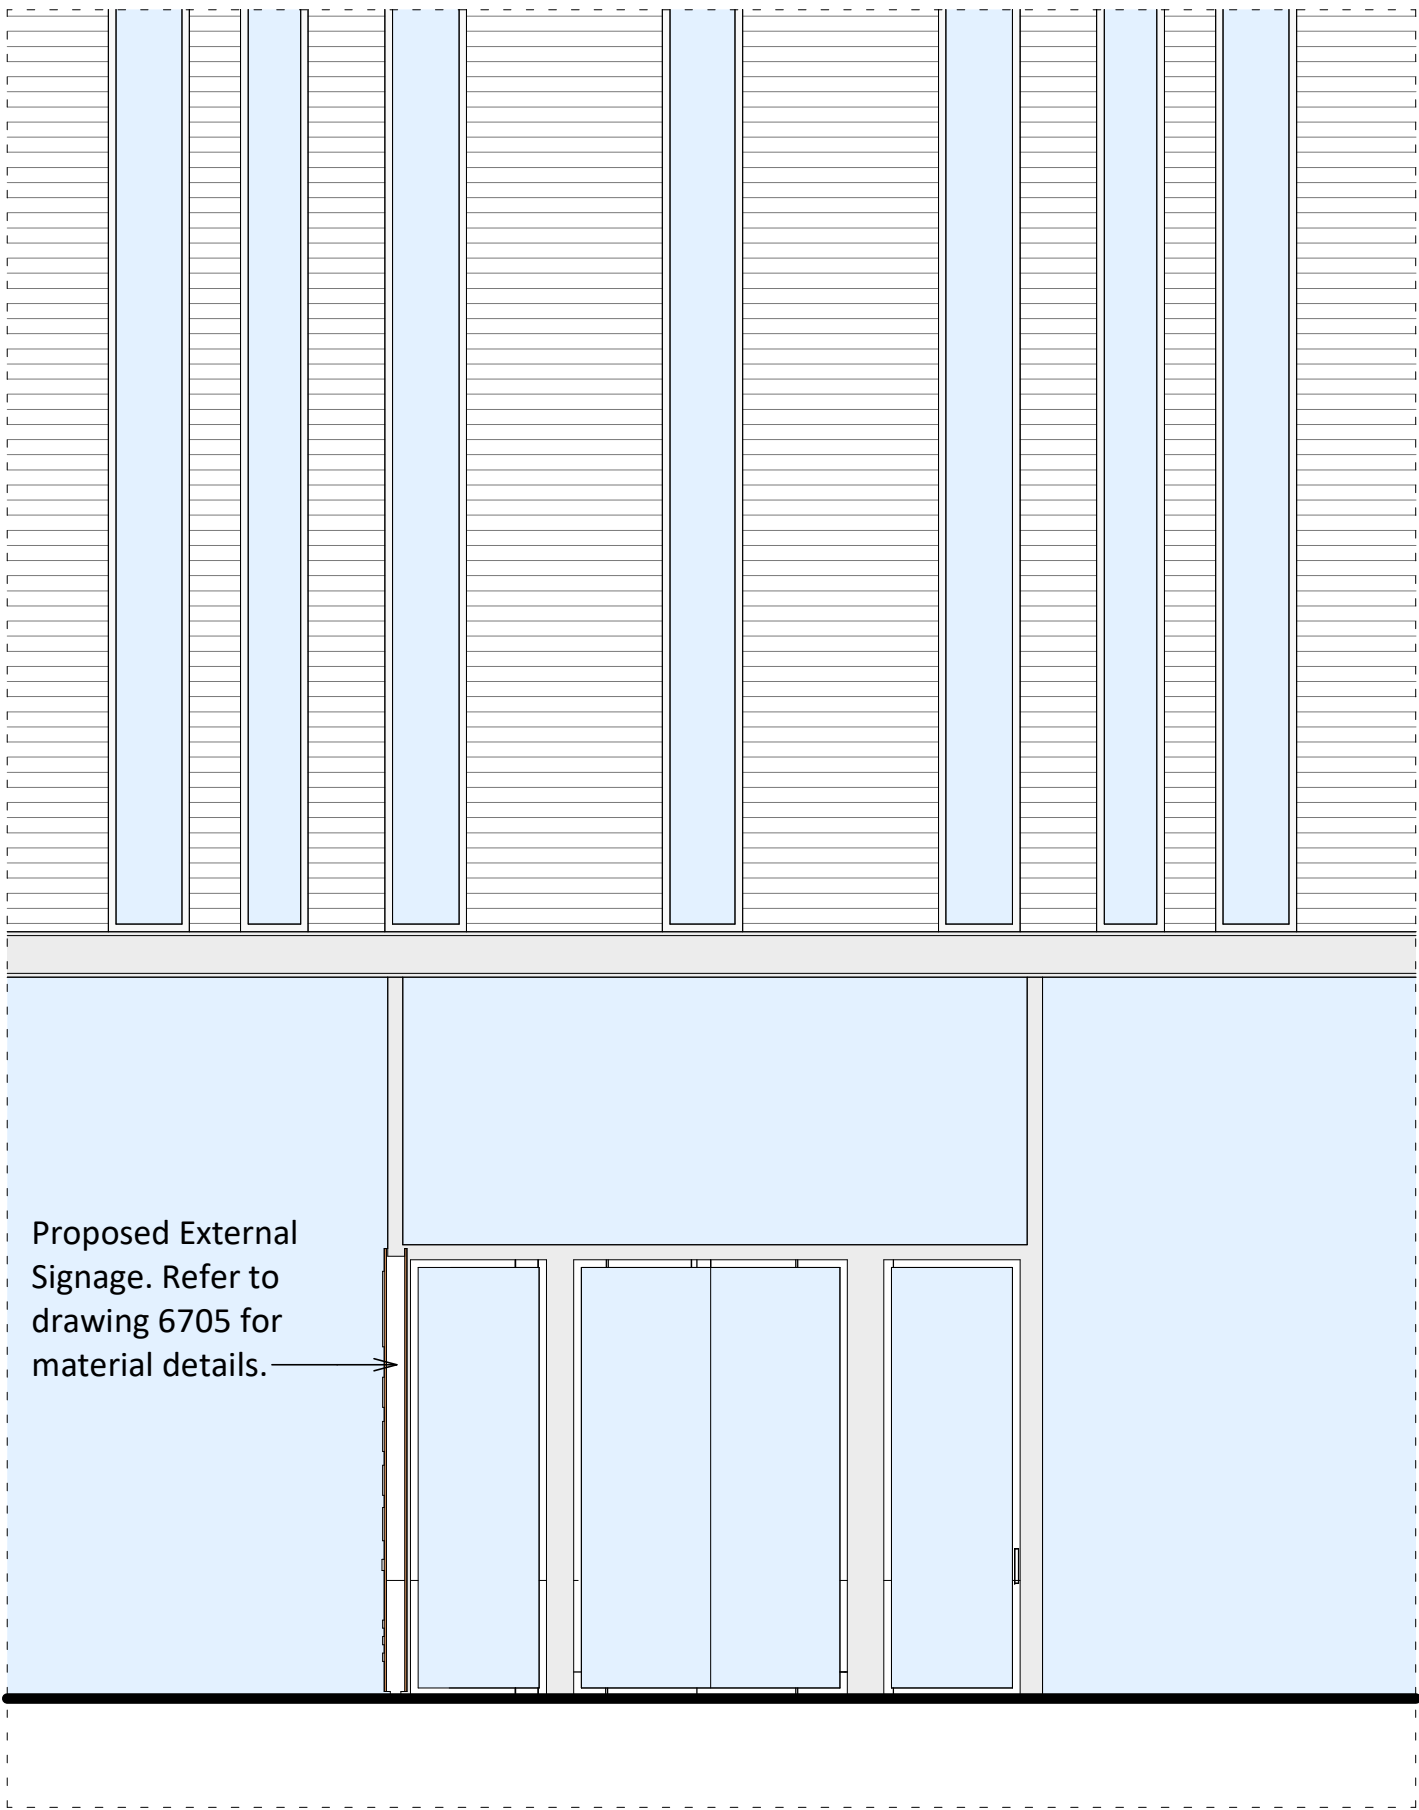 Proposed External
Signage. Refer to
drawing 6705 for
material details.